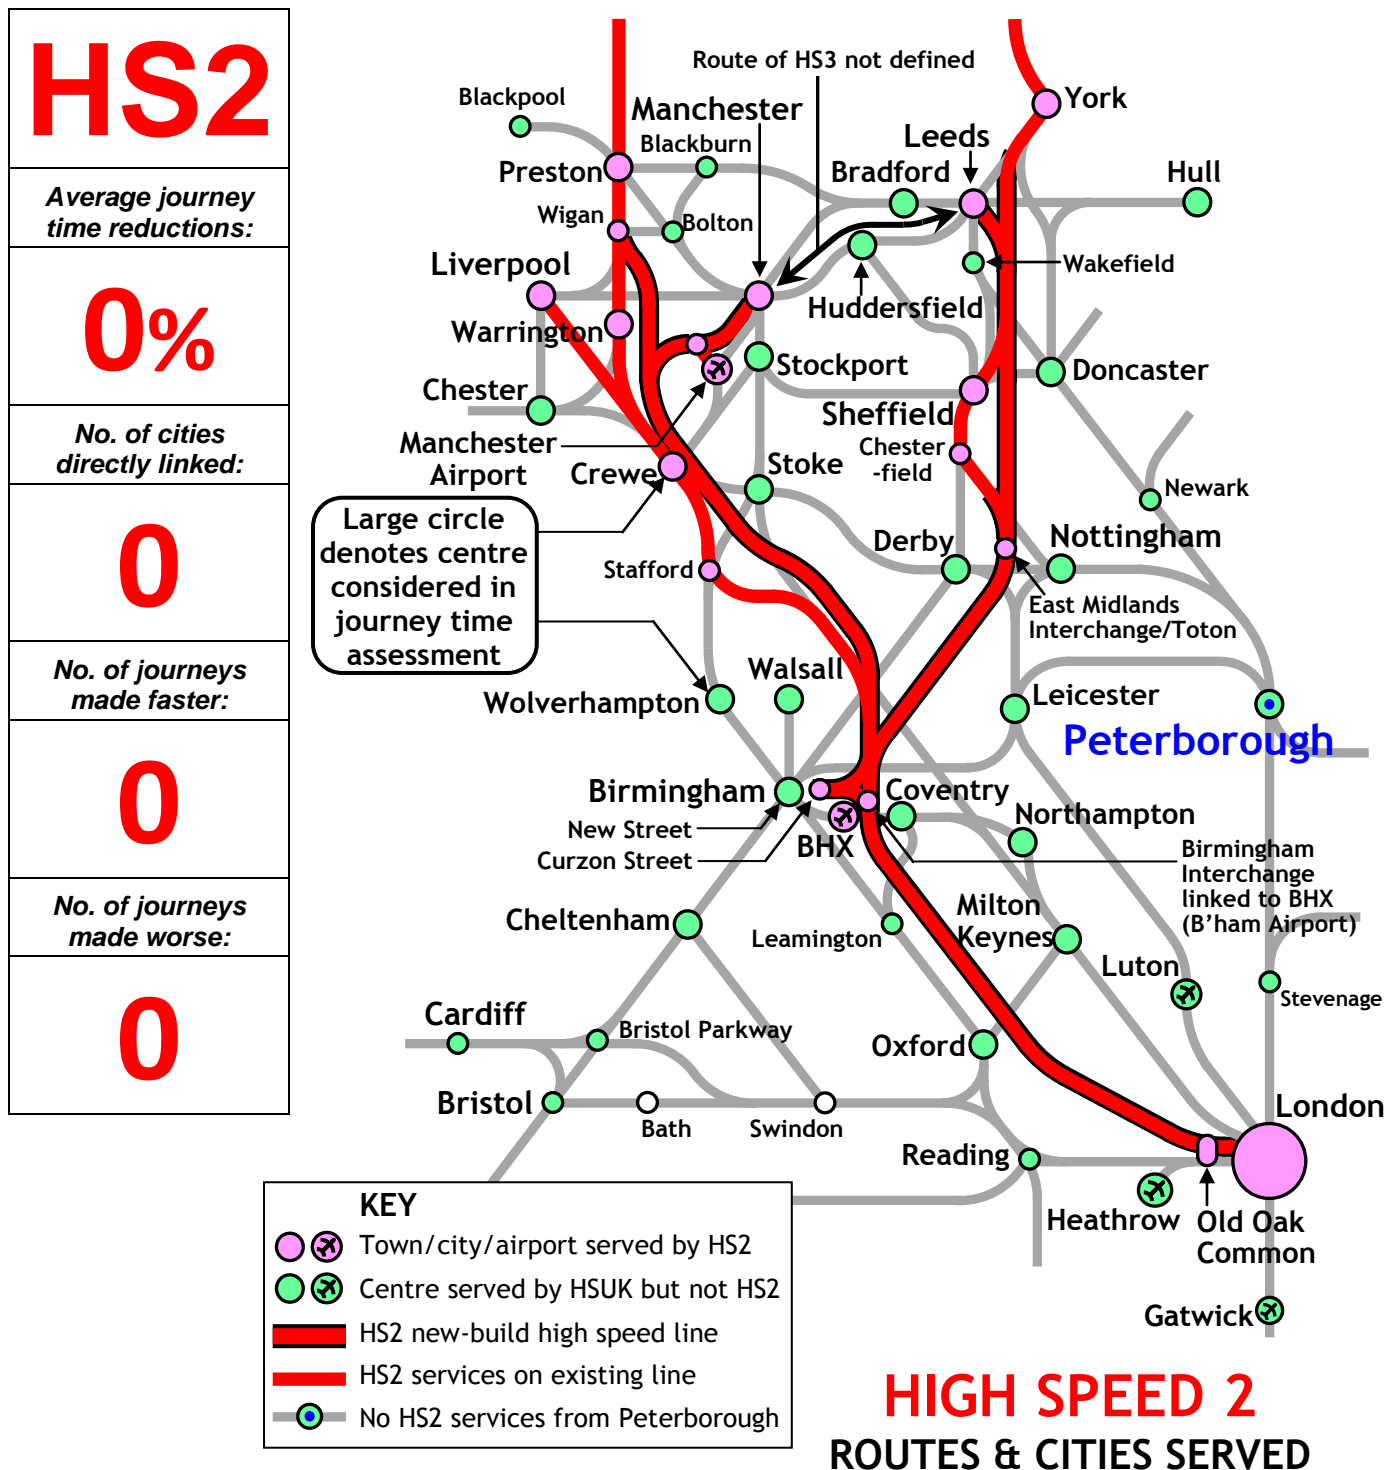 HS2
Average journey
time reductions:
0%
No. of cities
directly linked:
0
No. of journeys
made faster:
0
No. of journeys
made worse:
0
Route of HS3 not defined
Blackpool
Manchester
York
Blackburn
Leeds
Preston
Bradford
Hull
Wigan
Bolton
Liverpool
Wakefield
Huddersfield
Warrington
Stockport
Doncaster
Chester
Sheffield
Manchester
Airport
Chester
-field
Crewe
Stoke
Newark
Large circle
denotes centre
considered in
journey time
assessment
Derby
Nottingham
Stafford
East Midlands
Interchange/Toton
Walsall
Wolverhampton
Leicester
Peterborough
Birmingham
Coventry
New Street
Northampton
Curzon Street
BHX
Birmingham
Interchange
linked to BHX
(B'ham Airport)
Cheltenham
Leamington
Milton
Keynes
Luton
Stevenage
Cardiff
Bristol Parkway
Oxford
Bristol
Bath
Swindon
London
Reading
Heathrow
Old Oak
Common
Gatwick
KEY
Town/city/airport served by HS2
Centre served by HSUK but not HS2
HS2 new-build high speed line
HS2 services on existing line
No HS2 services from Peterborough
HIGH SPEED 2
ROUTES & CITIES SERVED